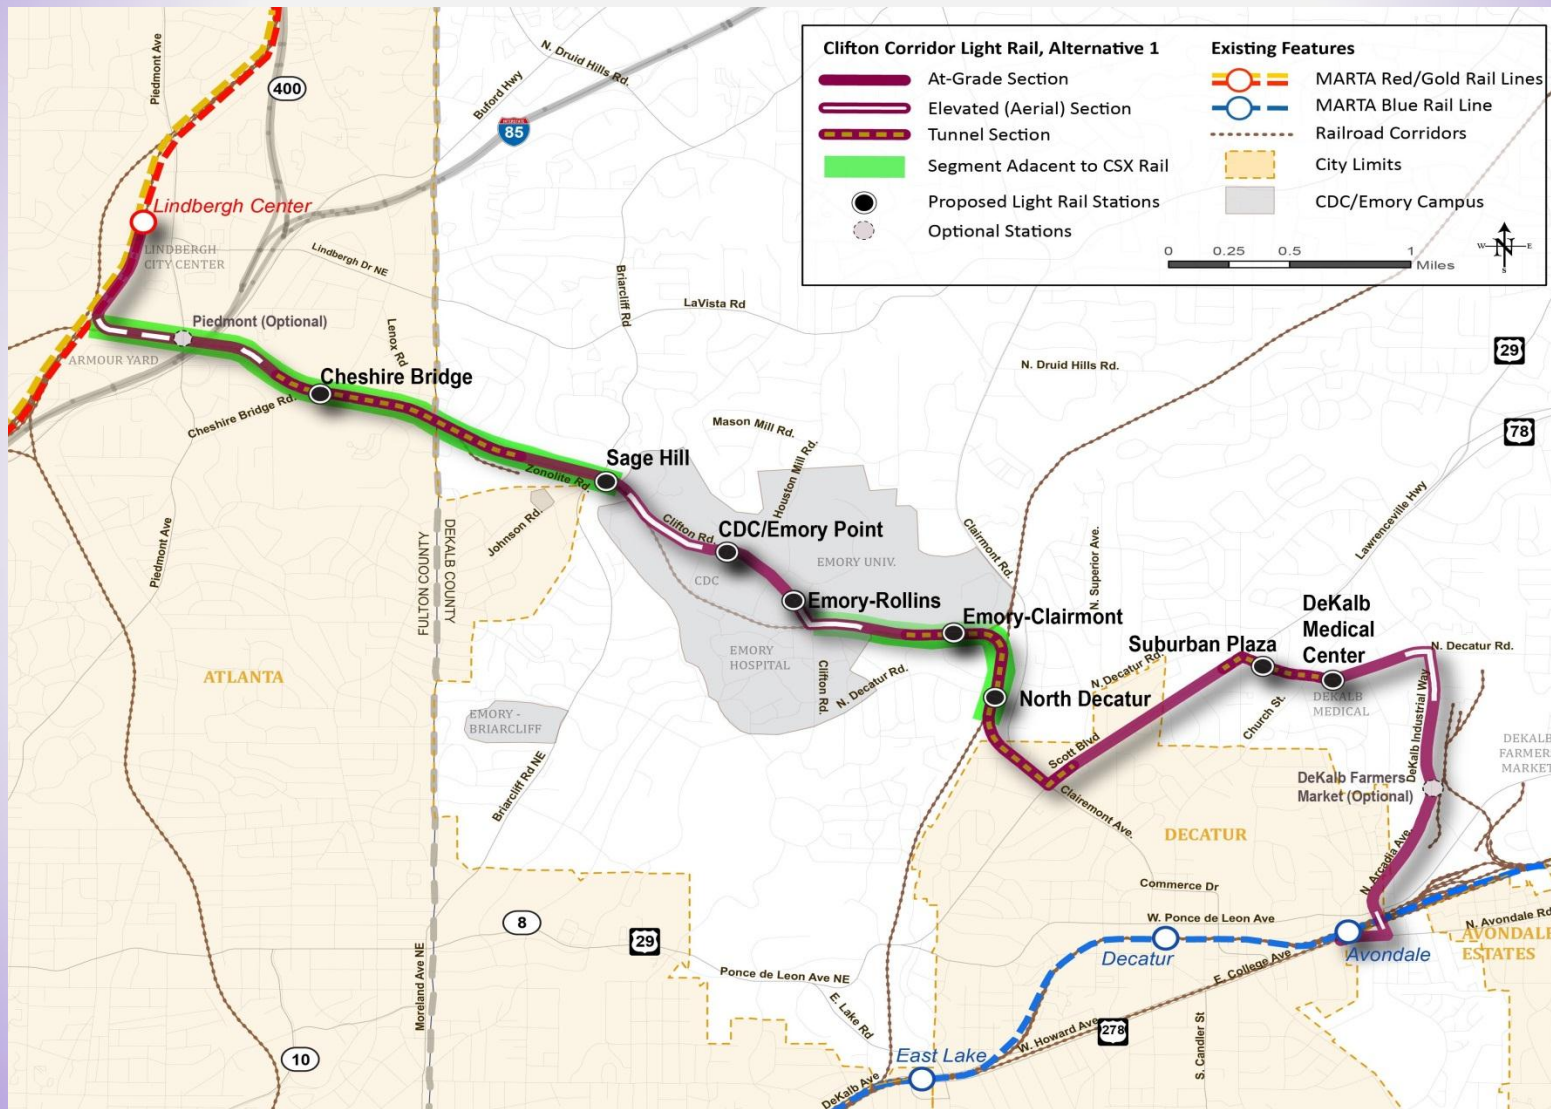 Clifton Corridor Light Rail, Alternative 1
At-Grade Section
Elevated (Aerial) Section
Tunnel Section
Segment Adjacent to CSX Rail
Proposed Light Rail Stations
Optional Stations
Existing Features
MARTA Red/Gold Rail Lines
MARTA Blue Rail Line
Railroad Corridors
City Limits
CDC/Emory Campus
0 0.25 0.5 1
Miles
N
W E
S
Piedmont Ave
400
N. Druid Hills Rd.
Buford Hwy
INTERSTATE
85
Lindbergh Center
LINDBERGH
CITY CENTER
Lindbergh Dr NE
Briarcliff Rd
LaVista Rd
Piedmont (Optional)
Lenox Rd
ARMOUR YARD
29
N. Druid Hills Rd.
Cheshire Bridge
Cheshire Bridge Rd.
Mason Mill Rd.
78
Sage Hill
Houston Mill Rd.
Zonolite Rd.
Lawrenceville Hwy
Johnson Rd.
Clifton Rd.
CDC/Emory Point
Clairmont Rd.
N. Superior Ave.
Piedmont Ave
FULTON COUNTY
DEKALB COUNTY
CDC
EMORY UNIV.
Emory-Rollins
Emory-Clairmont
DeKalb
Medical
Center
Suburban Plaza
N. Decatur Rd.
EMORY
HOSPITAL
Clifton Rd.
N. Decatur Rd.
N. Decatur Rd.
ATLANTA
North Decatur
DEKALB
MEDICAL
Church St.
DeKalb Industrial Way
EMORY -
BRIARCLIFF
Scott Blvd
DEKALB
FARMERS
MARKET
DeKalb Farmers
Market (Optional)
Briarcliff Rd NE
Clairemont Ave.
DECATUR
N. Arcadia Ave.
Commerce Dr
8
29
W. Ponce de Leon Ave
N. Avondale Rd
AVONDALE
ESTATES
Decatur
Avondale
E. College Ave
Moreland Ave NE
Ponce de Leon Ave NE
E. Lake Rd
278
W. Howard Ave
S. Candler St
10
East Lake
DeKalb Ave